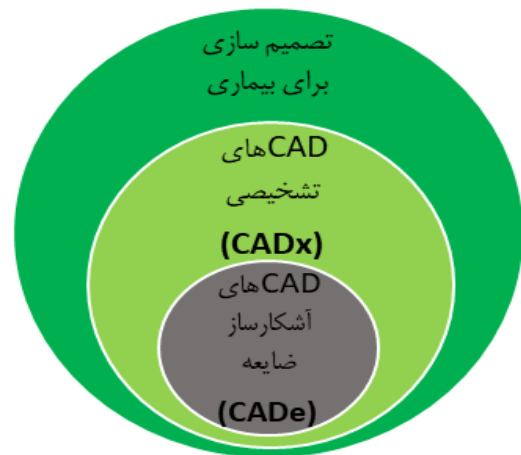 تصمیم سازی
برای بیماری
CADهای
تشخیصی
(CADx)
CADهای
آشکارساز
ضایعه
(CADe)